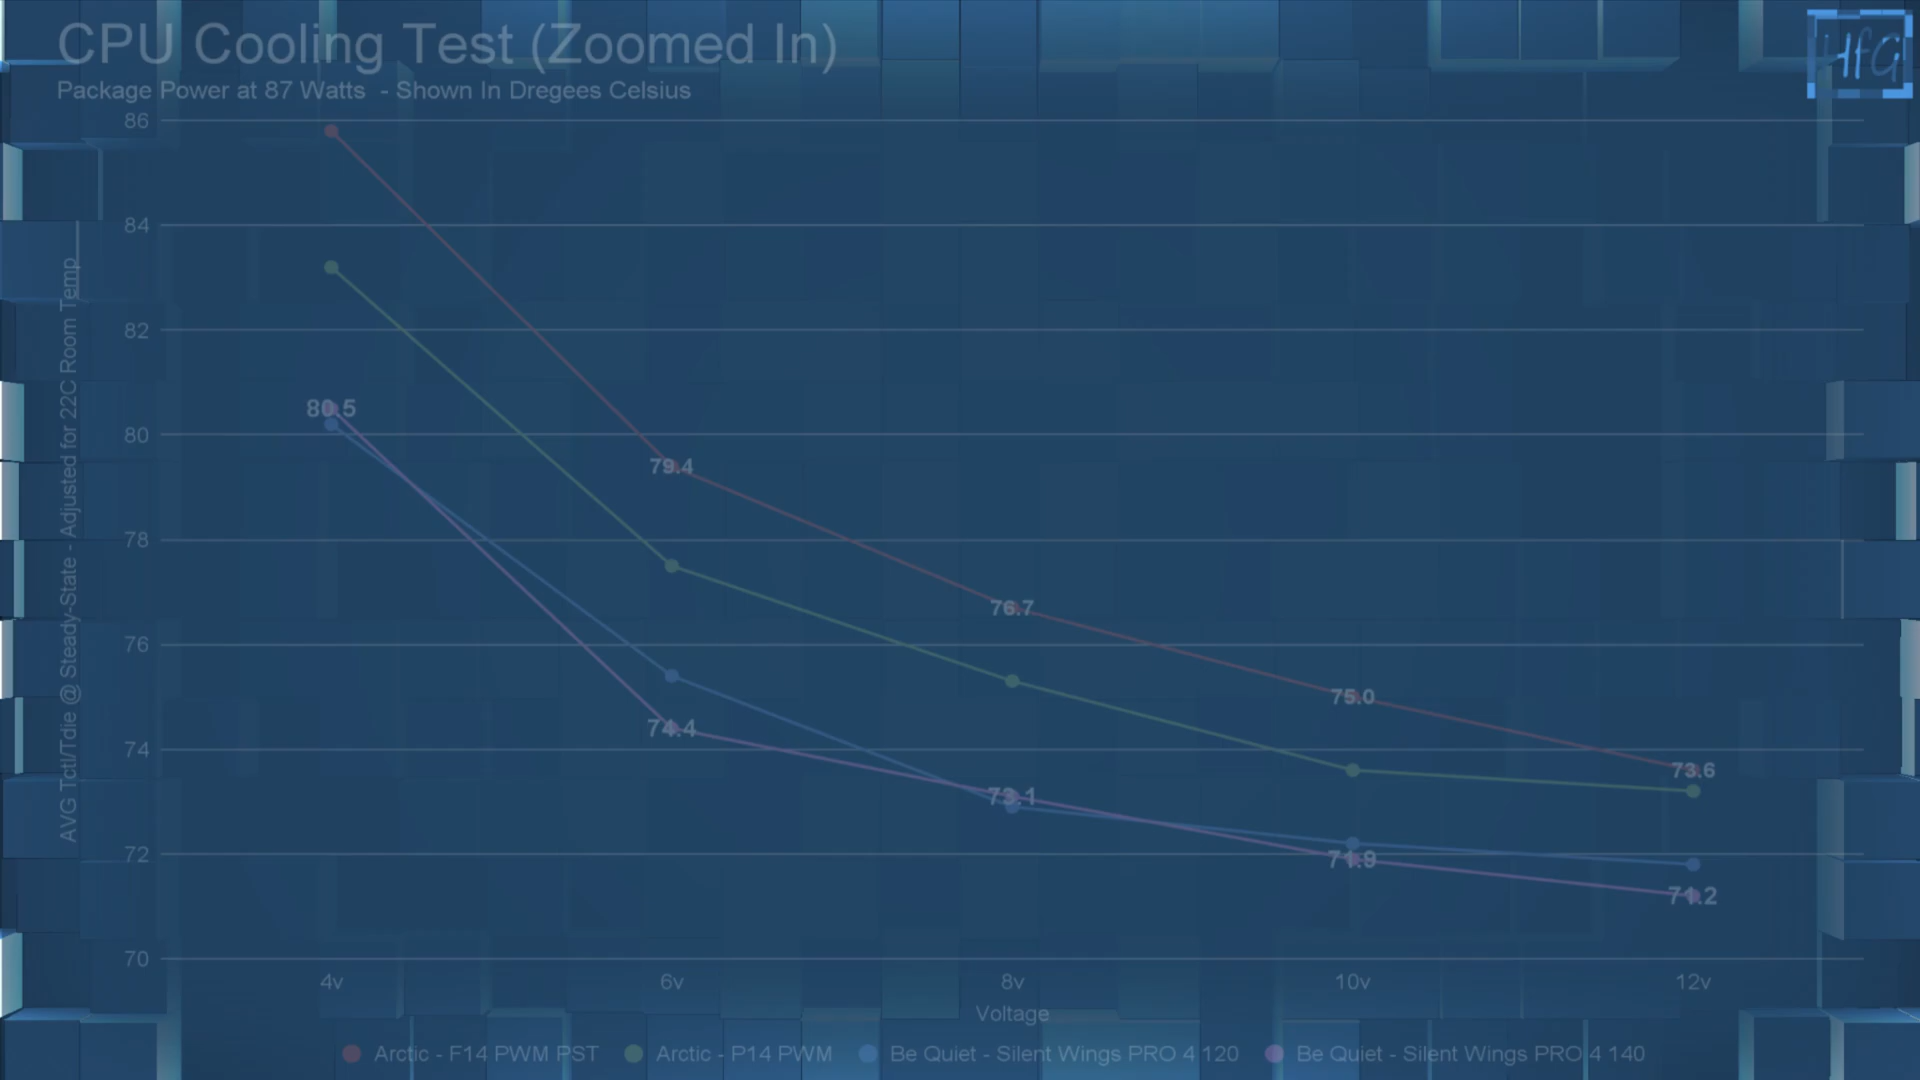 CPU Cooling Test (Zoomed In)
HfG
Package Power at 87 Watts - Shown In Dregees Celsius
86
84
82
80
78
76
74
72
70
AVG Tctl/Tdie @ Steady-State - Adjusted for 22C Room Temp
80.5
79.4
74.4
76.7
73.1
75.0
71.9
73.6
71.2
4v 6v 8v 10v 12v
Voltage
Arctic - F14 PWM PST Arctic - P14 PWM Be Quiet - Silent Wings PRO 4 120 Be Quiet - Silent Wings PRO 4 140